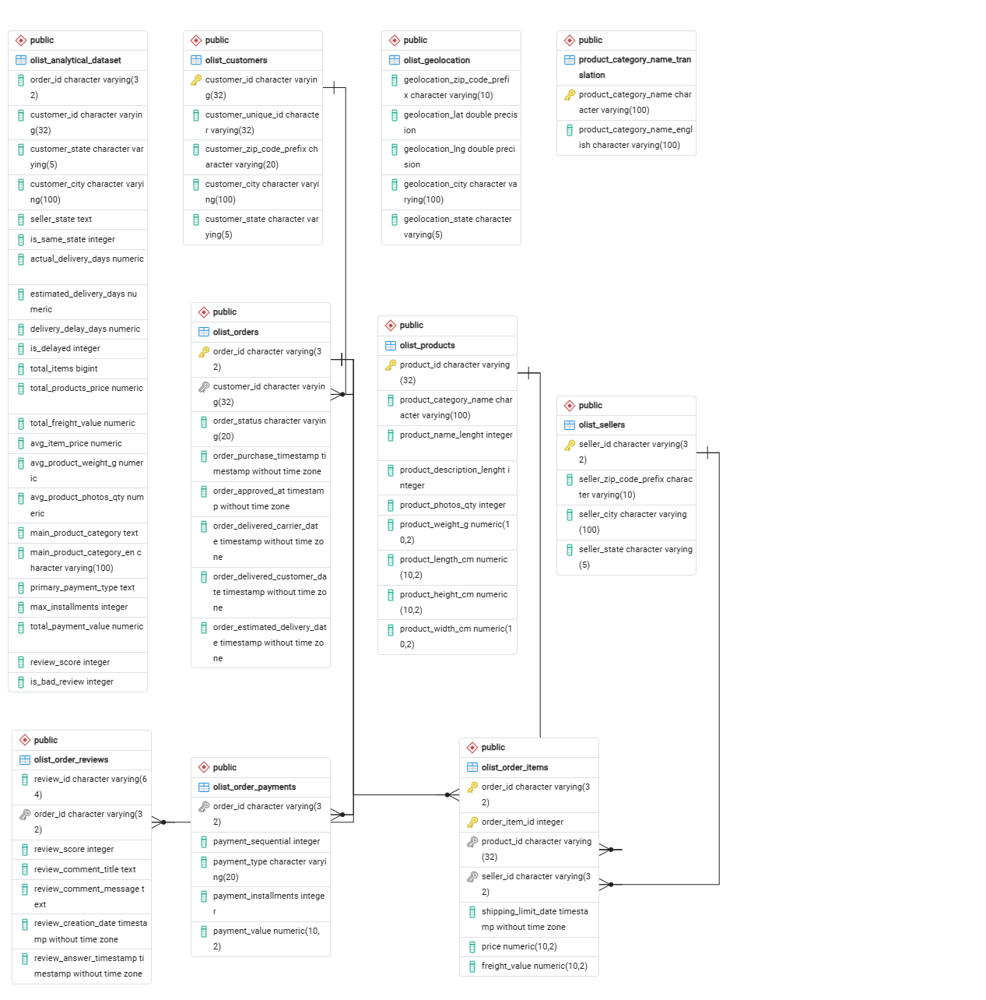 public
olist_analytical_dataset
order_id character varying(3
2)
customer_id character varyin
g(32)
customer_state character var
ying(5)
customer_city character varyi
ng(100)
seller_state text
is_same_state integer
actual_delivery_days numeric
estimated_delivery_days nu
meric
delivery_delay_days numeric
is_delayed integer
total_items bigint
total_products_price numeric
total_freight_value numeric
avg_item_price numeric
avg_product_weight_g numer
ic
avg_product_photos_qty num
eric
main_product_category text
main_product_category_en c
haracter varying(100)
primary_payment_type text
max_installments integer
total_payment_value numeric
review_score integer
is_bad_review integer
public
olist_customers
customer_id character varyin
g(32)
customer_unique_id characte
r varying(32)
customer_zip_code_prefix ch
aracter varying(20)
customer_city character varyi
ng(100)
customer_state character var
ying(5)
public
olist_geolocation
geolocation_zip_code_prefi
x character varying(10)
geolocation_lat double precis
ion
geolocation_lng double preci
sion
geolocation_city character va
rying(100)
geolocation_state character
varying(5)
public
product_category_name_tran
slation
product_category_name char
acter varying(100)
product_category_name_engl
ish character varying(100)
public
olist_orders
order_id character varying(3
2)
customer_id character varyin
g(32)
order_status character varyin
g(20)
order_purchase_timestamp ti
mestamp without time zone
order_approved_at timestam
p without time zone
order_delivered_carrier_dat
e timestamp without time zo
ne
order_delivered_customer_da
te timestamp without time zo
ne
order_estimated_delivery_dat
e timestamp without time zo
ne
public
olist_products
product_id character varying
(32)
product_category_name char
acter varying(100)
product_name_lenght integer
product_description_lenght i
nteger
product_photos_qty integer
product_weight_g numeric(1
0,2)
product_length_cm numeric
(10,2)
product_height_cm numeric
(10,2)
product_width_cm numeric(1
0,2)
public
olist_sellers
seller_id character varying(3
2)
seller_zip_code_prefix charac
ter varying(10)
seller_city character varying
(100)
seller_state character varying
(5)
public
olist_order_reviews
review_id character varying(6
4)
order_id character varying(3
2)
review_score integer
review_comment_title text
review_comment_message t
ext
review_creation_date timesta
mp without time zone
review_answer_timestamp ti
mestamp without time zone
public
olist_order_payments
order_id character varying(3
2)
payment_sequential integer
payment_type character varyi
ng(20)
payment_installments intege
r
payment_value numeric(10,
2)
public
olist_order_items
order_id character varying(3
2)
order_item_id integer
product_id character varying
(32)
seller_id character varying(3
2)
shipping_limit_date timesta
mp without time zone
price numeric(10,2)
freight_value numeric(10,2)